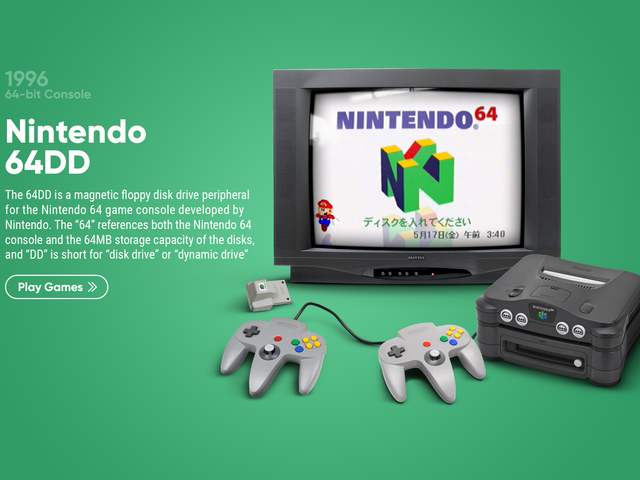 1996
64-bit Console
Nintendo
64DD
The 64DD is a magnetic floppy disk drive peripheral
for the Nintendo 64 game console developed by
Nintendo. The “64” references both the Nintendo 64
console and the 64MB storage capacity of the disks,
and “DD” is short for “disk drive” or “dynamic drive”
Play Games
NINTENDO64
ディスクを入れてください
5月17日(金) 午前 3:40